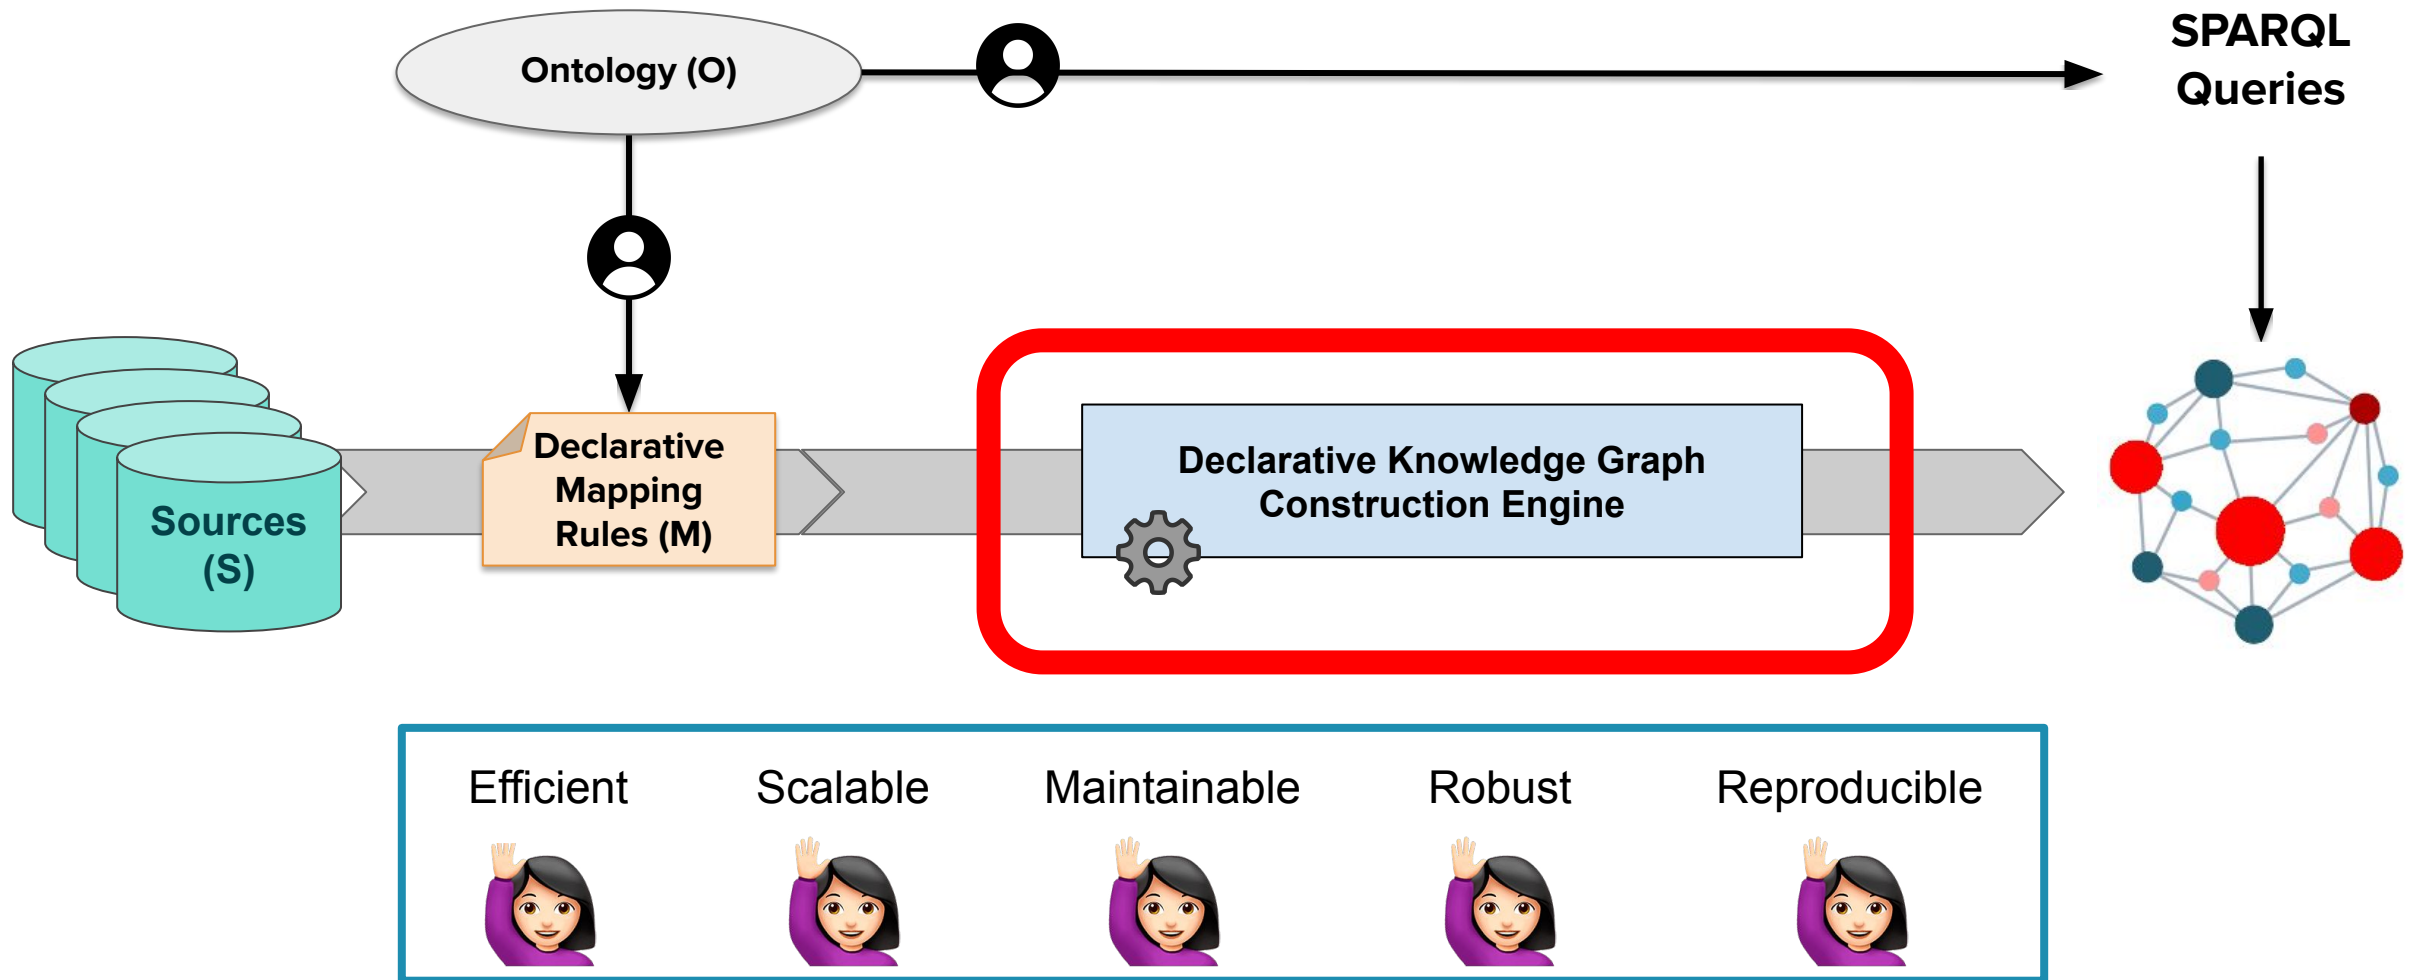 Ontology (O)
SPARQL
Queries
Sources
(S)
Declarative
Mapping
Rules (M)
Declarative Knowledge Graph
Construction Engine
Efficient
Scalable
Maintainable
Robust
Reproducible